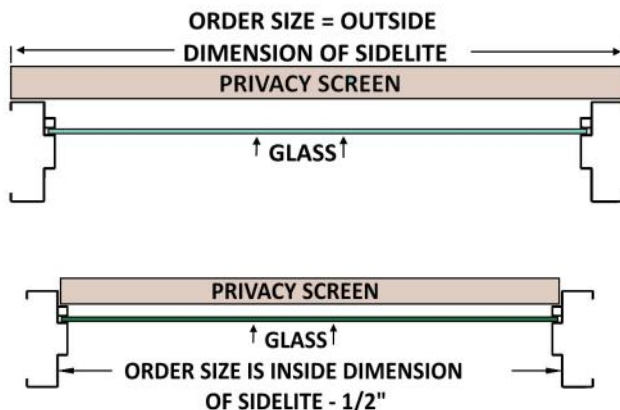 ORDER SIZE = OUTSIDE
DIMENSION OF SIDELITE
PRIVACY SCREEN
GLASS
PRIVACY SCREEN
GLASS
ORDER SIZE IS INSIDE DIMENSION
OF SIDELITE - 1/2"